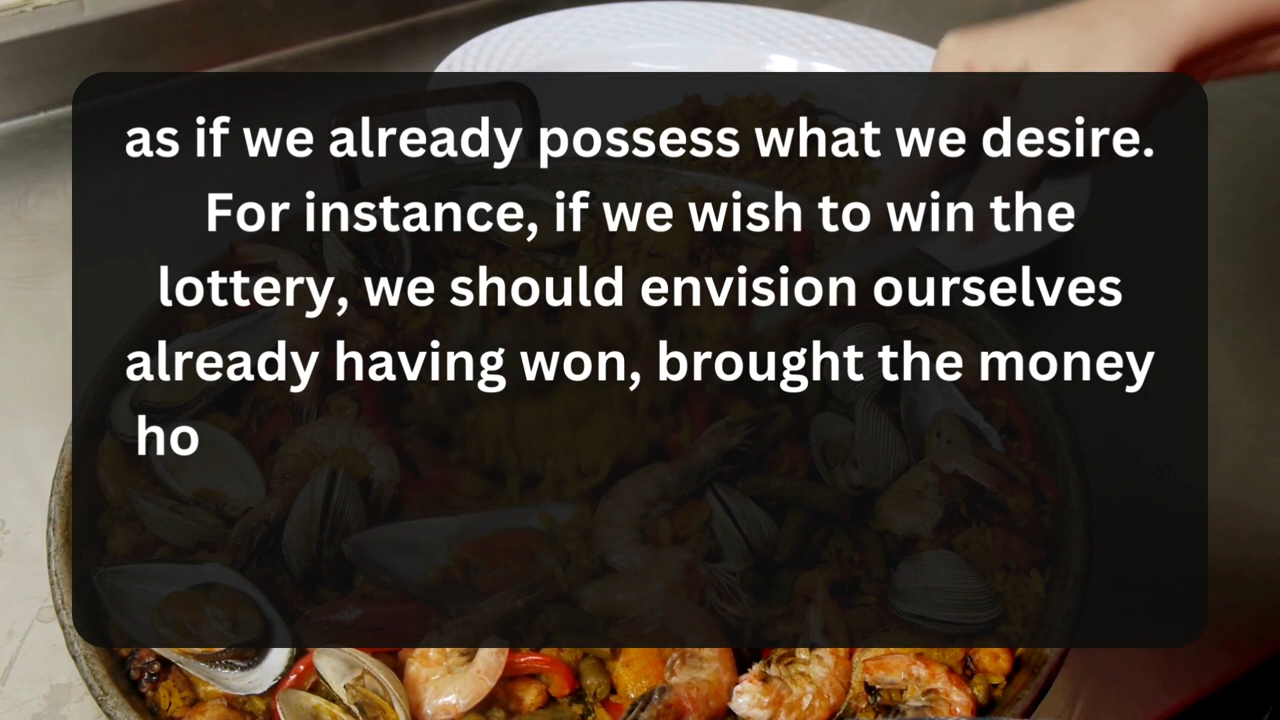 as if we already possess what we desire.
For instance, if we wish to win the
lottery, we should envision ourselves
already having won, brought the money
ho